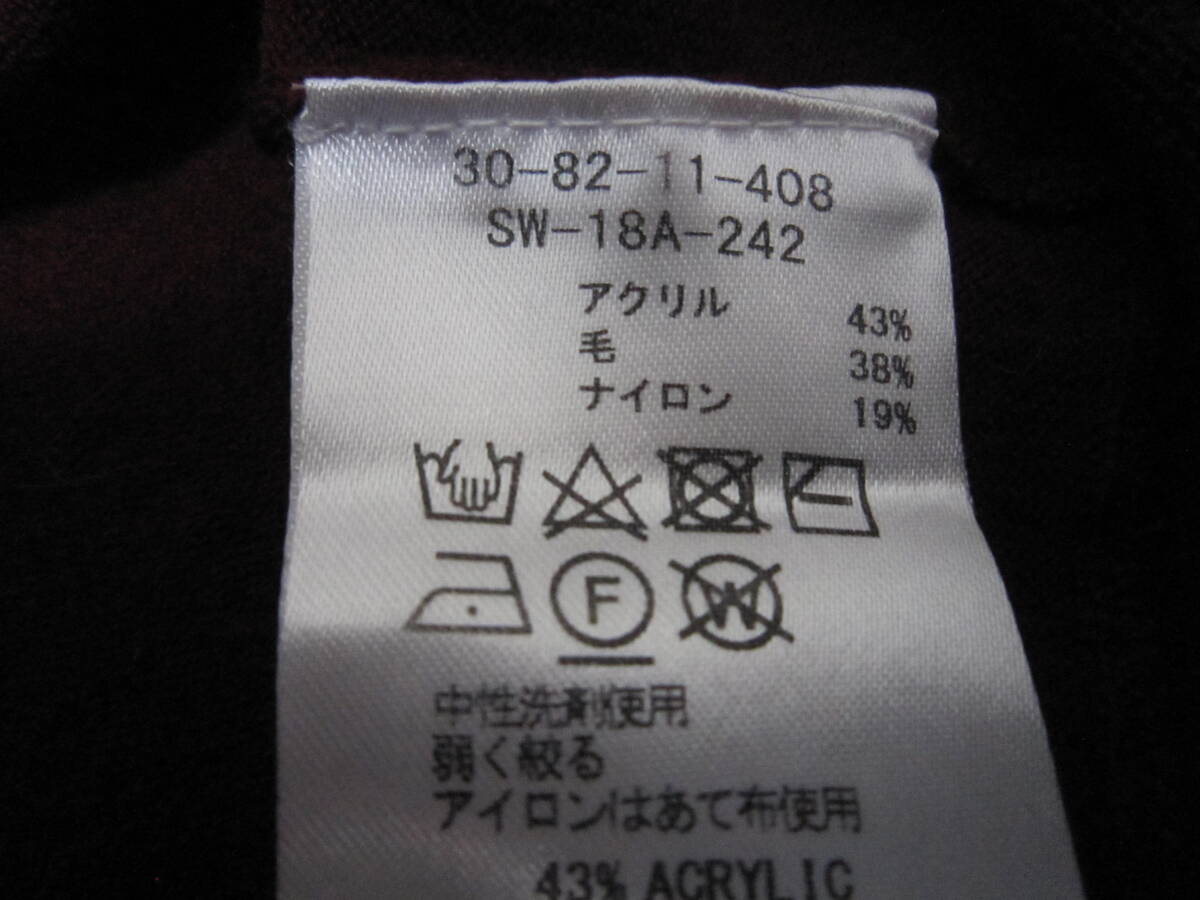 30-82-11-408
SW-18A-242
アクリル 43%
毛 38%
ナイロン 19%
F W
中性洗剤使用
弱く絞る
アイロンはあて布使用
43% ACRYLIC